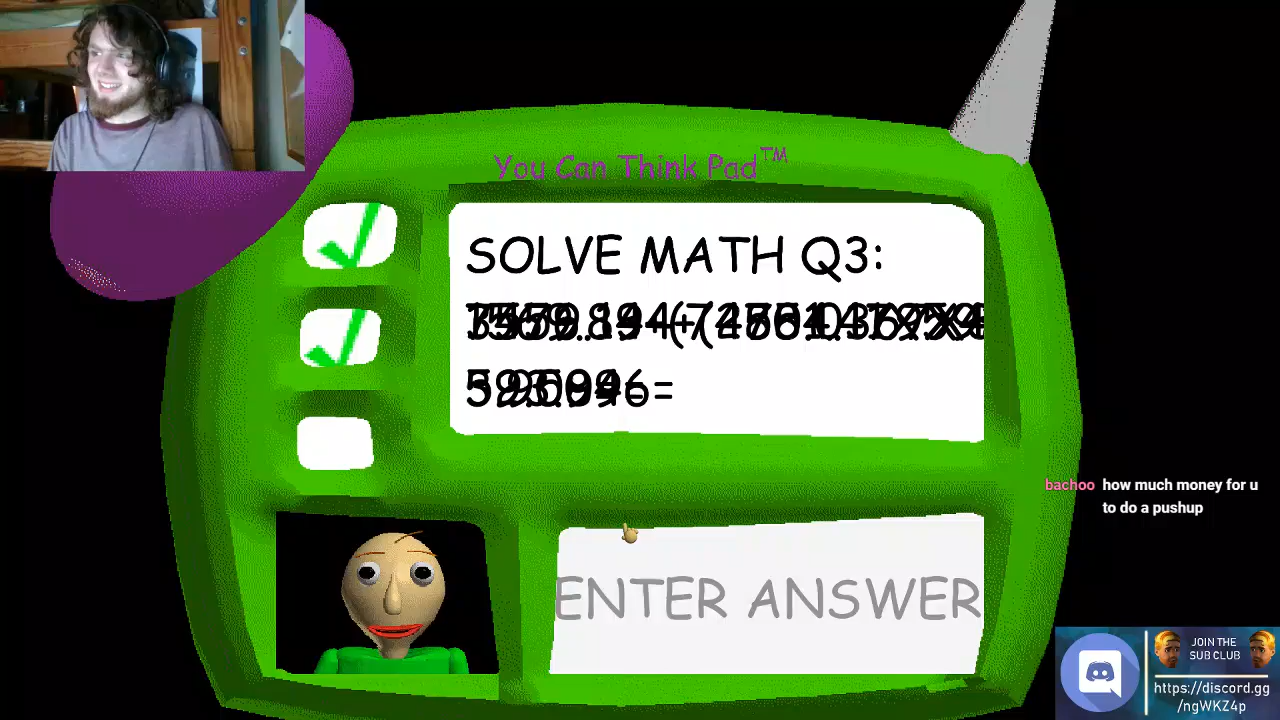 You Can Think Pad™
SOLVE MATH Q3:
ENTER ANSWER
bachoo how much money for u
to do a pushup
JOIN THE
SUB CLUB
https://discord.gg
/ngWKZ4p